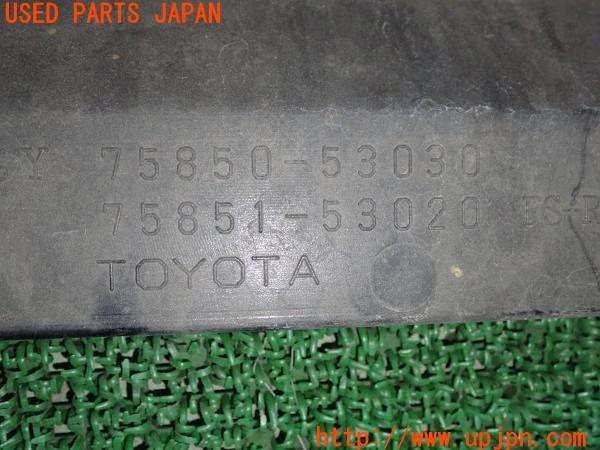 USED PARTS JAPAN
75850-53030
75851-53020
TOYOTA
http://www.upjpn.com